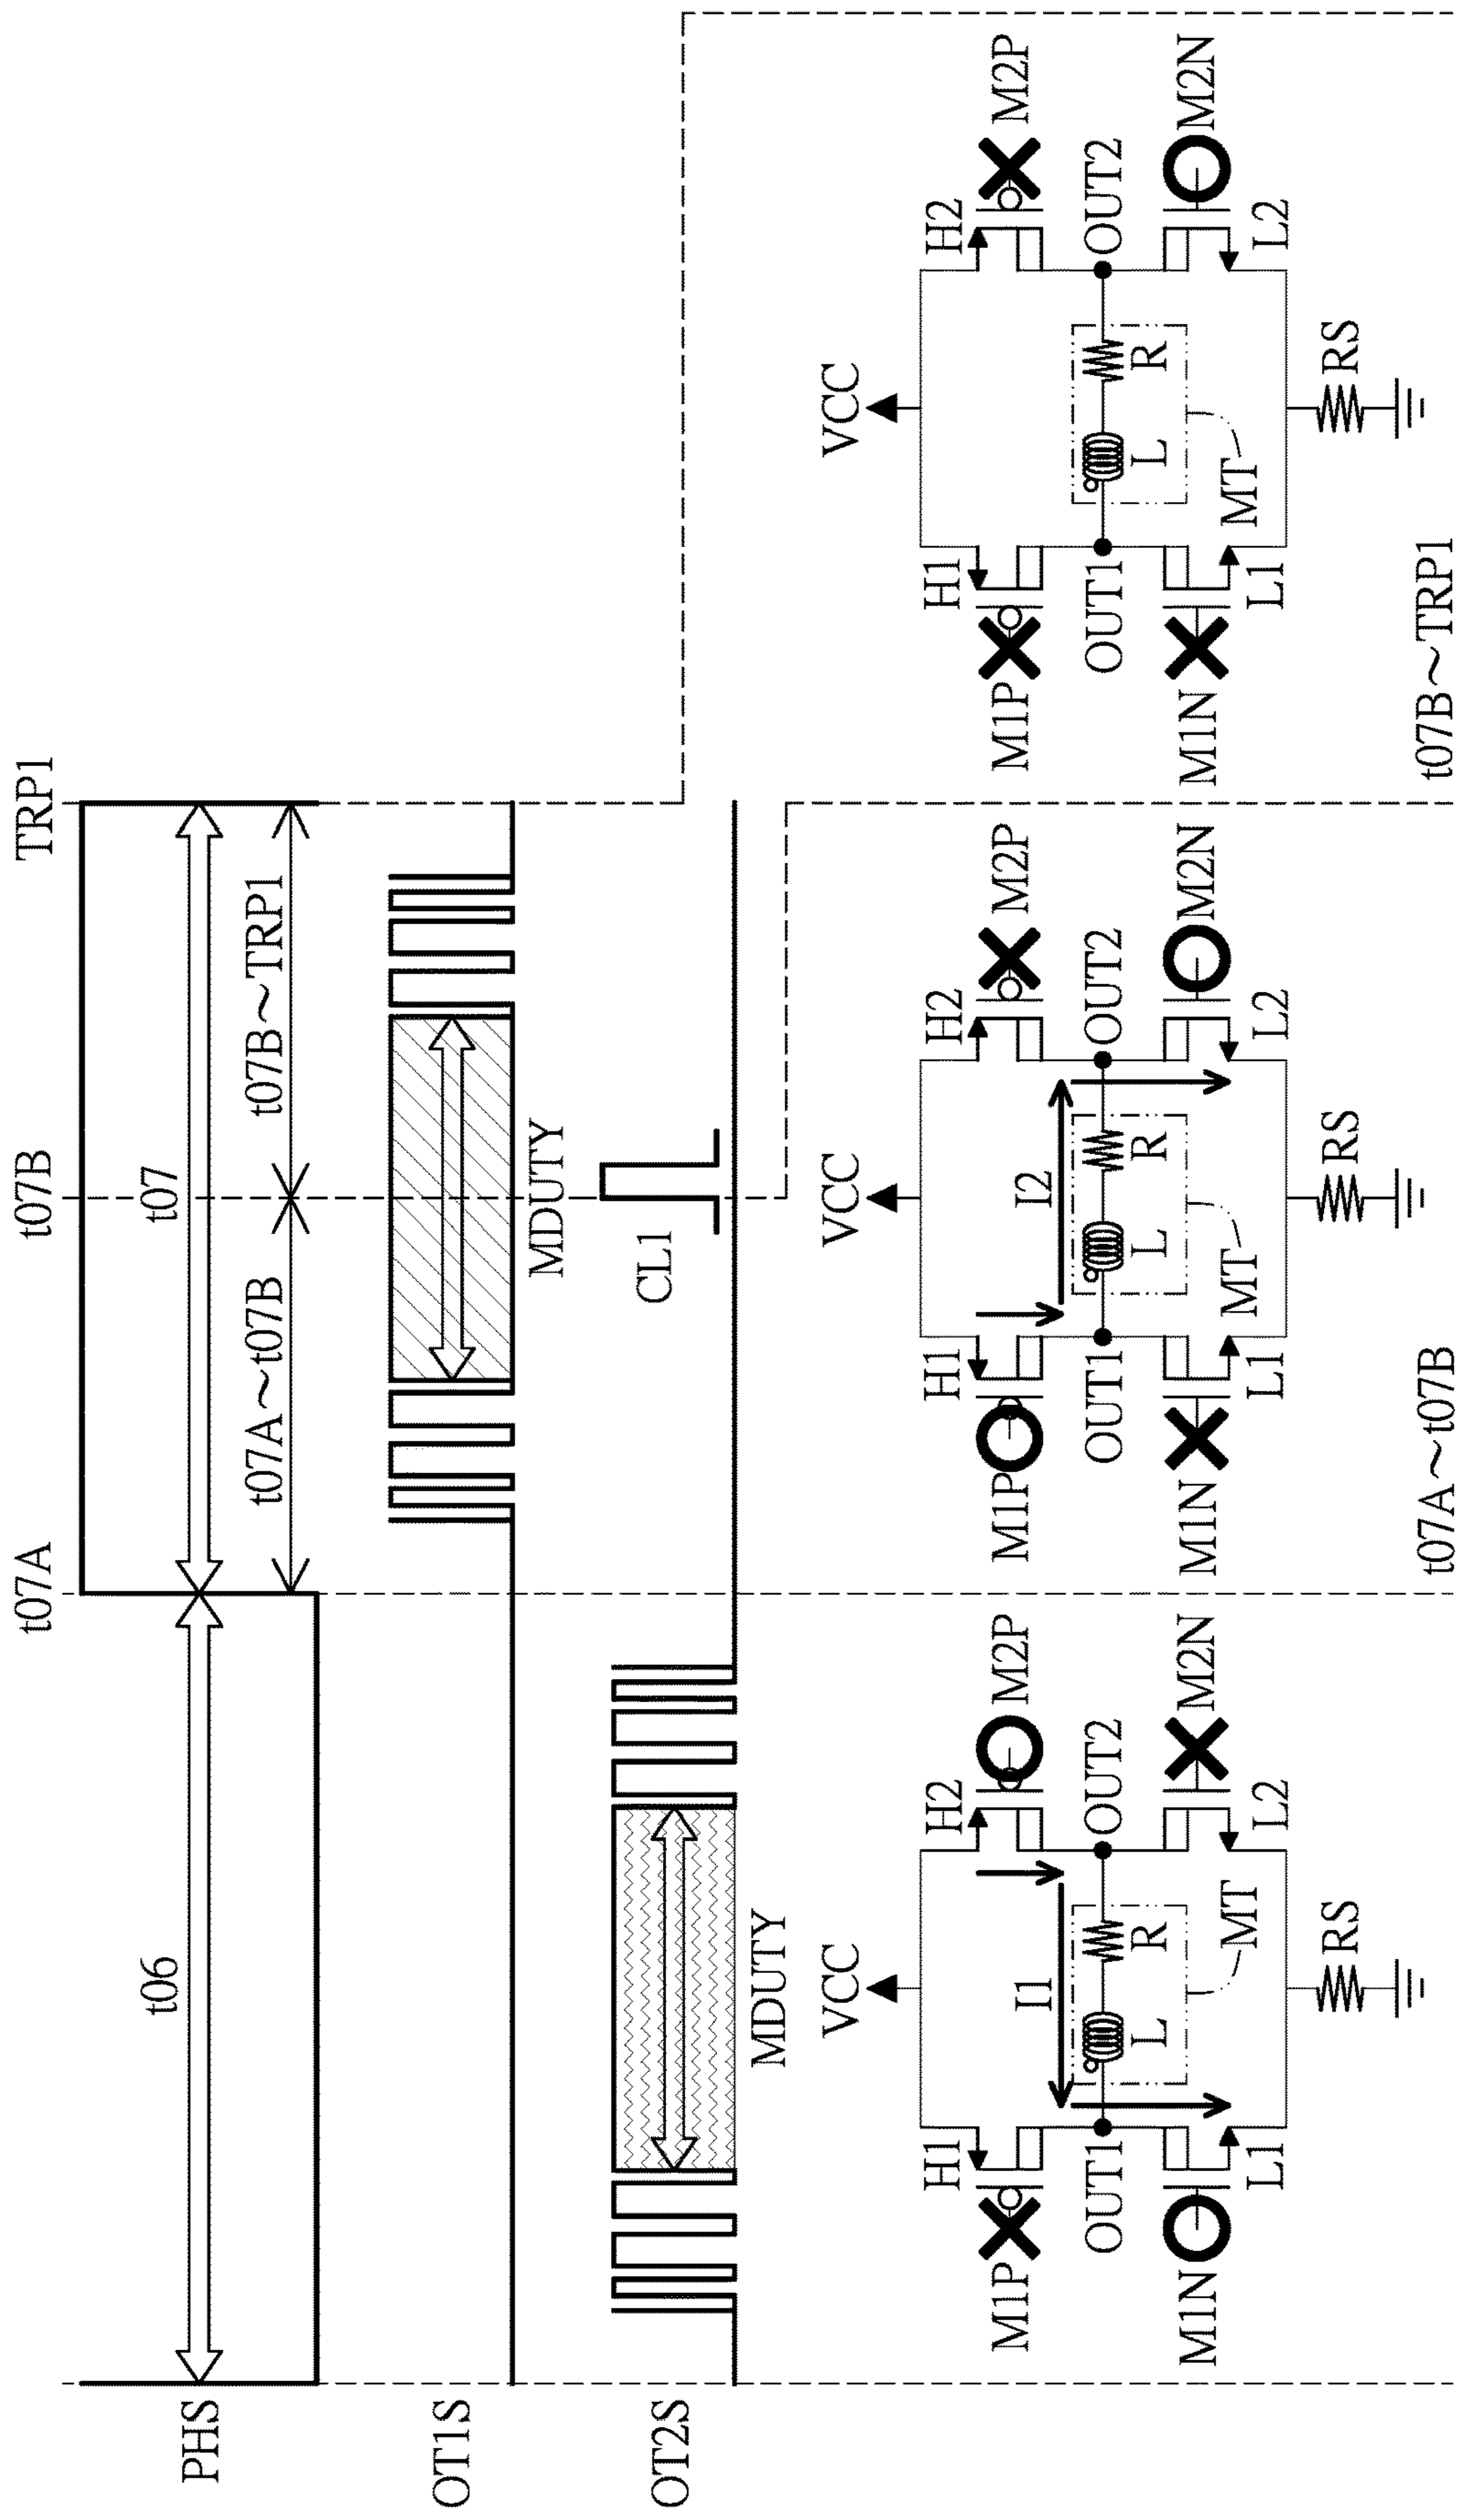 t07A
t07B
TRP1
PHS
t06
t07
t07A～t07B
t07B～TRP1
OT1S
MDUTY
OT2S
MDUTY
CL1
VCC
H1
H2
M1P
M2P
I1
OUT1
OUT2
L
R
M1N
M2N
MT
L1
L2
RS
VCC
H1
H2
M1P
M2P
I2
OUT1
OUT2
L
R
M1N
M2N
MT
L1
L2
RS
t07A～t07B
VCC
H1
H2
M1P
M2P
OUT1
OUT2
L
R
M1N
M2N
MT
L1
L2
RS
t07B～TRP1